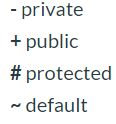 - private
+ public
# protected
~ default